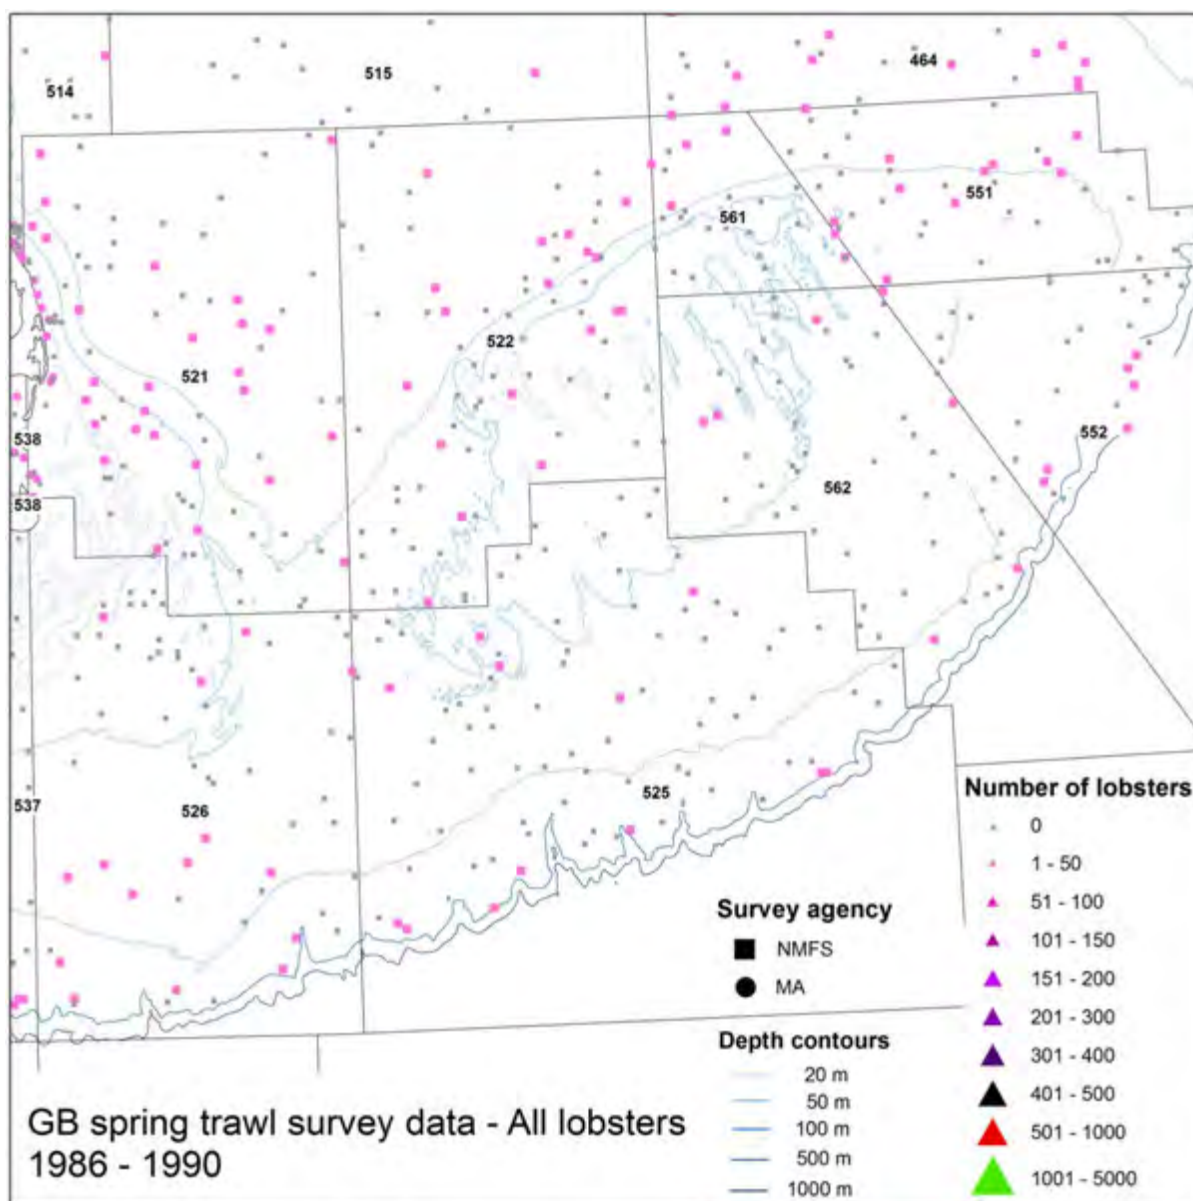 515
464
514
551
561
522
521
538
552
562
538
537
526
525
Number of lobsters
0
1 - 50
51 - 100
101 - 150
151 - 200
201 - 300
301 - 400
401 - 500
501 - 1000
1001 - 5000
Survey agency
NMFS
MA
Depth contours
20 m
50 m
100 m
500 m
1000 m
GB spring trawl survey data - All lobsters
1986 - 1990